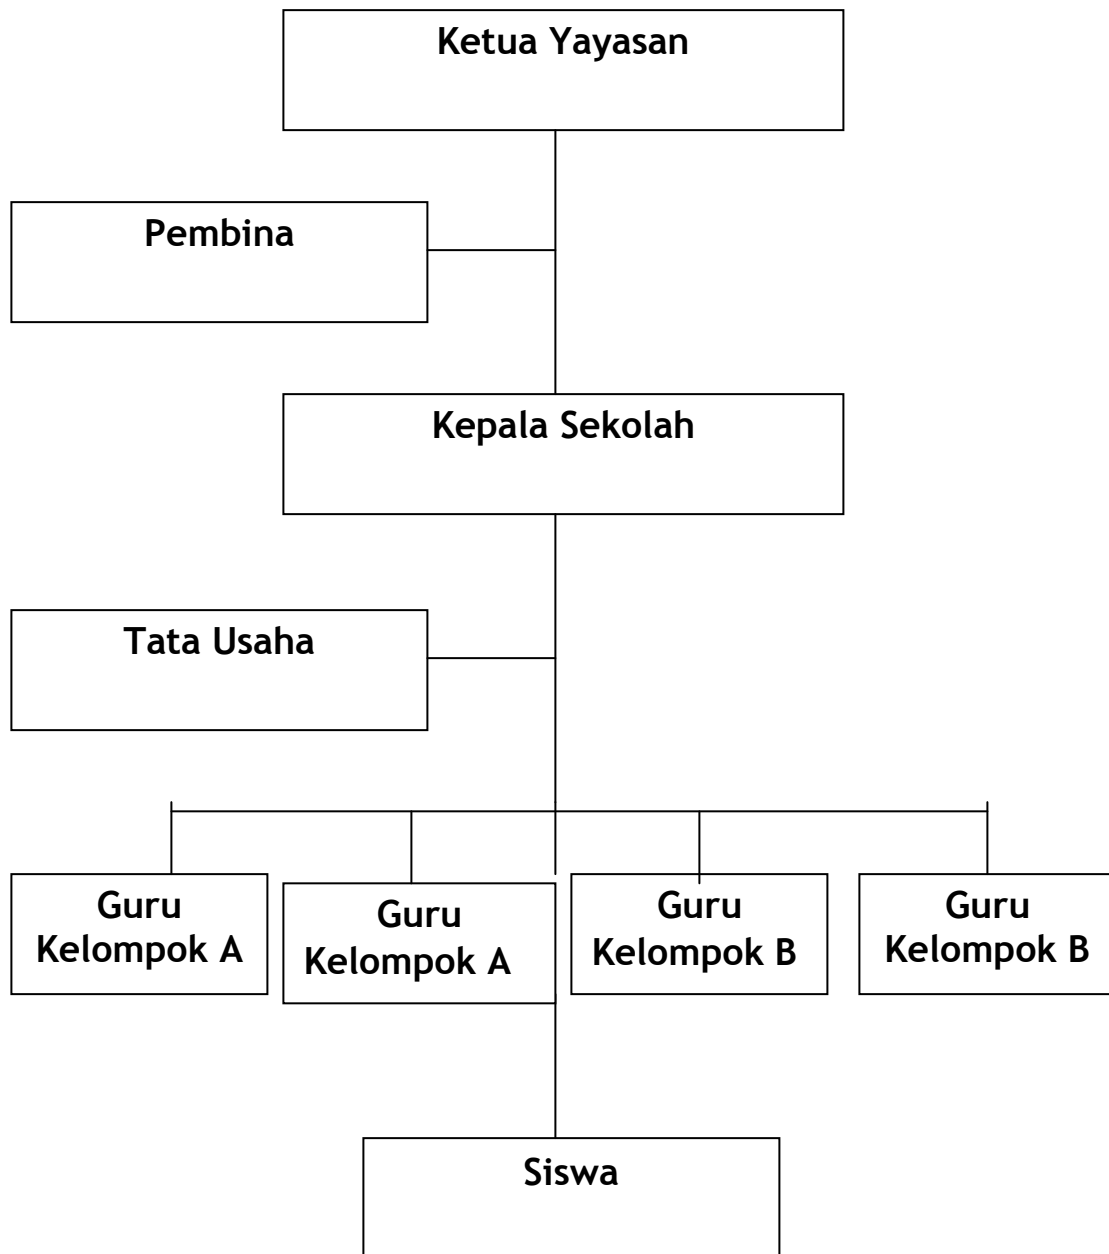 Ketua Yayasan
Pembina
Kepala Sekolah
Tata Usaha
Guru
Kelompok A
Guru
Kelompok A
Guru
Kelompok B
Guru
Kelompok B
Siswa